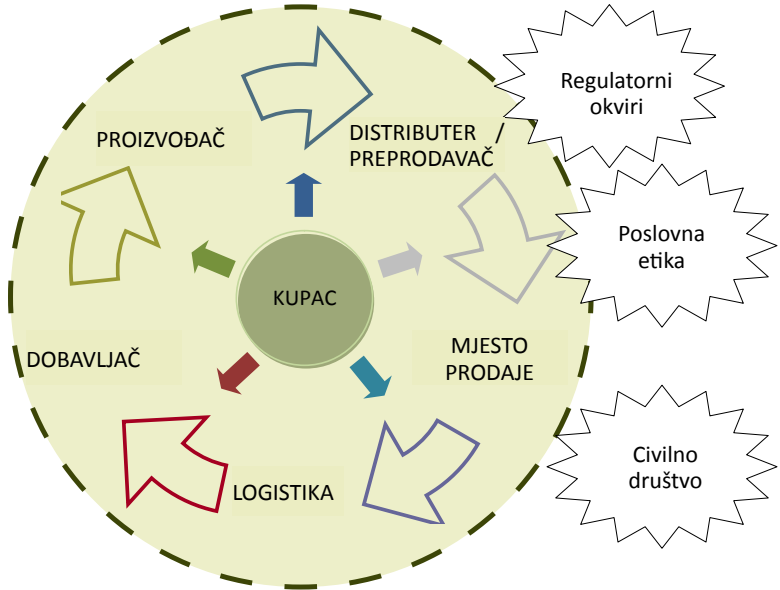 PROIZVOĐAČ
DISTRIBUTER /
PREPRODAVAČ
Regulatorni
okviri
Poslovna
etika
KUPAC
DOBAVLJAČ
MJESTO
PRODAJE
LOGISTIKA
Civilno
društvo